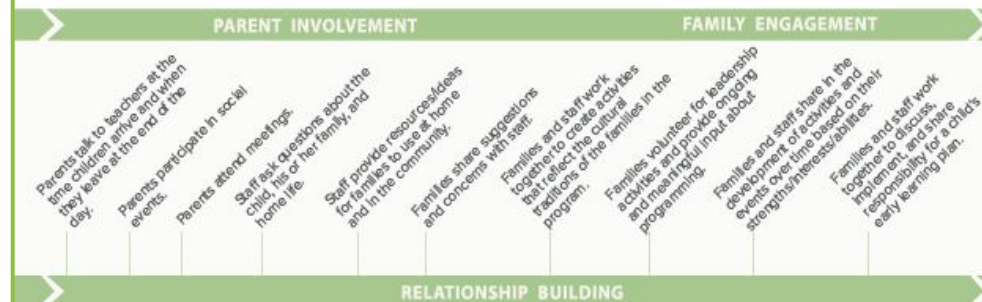 PARENT INVOLVEMENT
FAMILY ENGAGEMENT
Parents talk to teachers at the
time children arrive and when
they leave at the end of the
day.
Parents participate in social
events.
Parents attend meetings.
Staff ask questions about the
child, his or her family, and
home life.
Staff provide resources/ideas
for families to use at home
and in the community.
Families share suggestions
and concerns with staff.
Families and staff work
together to create activities
that reflect the cultural
traditions of the families in the
program.
Families volunteer for leadership
activities and provide ongoing
and meaningful input about
programming.
Families and staff share in the
development of activities and
events over time based on their
strengths/interests/abilities.
Families and staff work
together to discuss,
implement, and share
responsibility for a child's
early learning plan.
RELATIONSHIP BUILDING